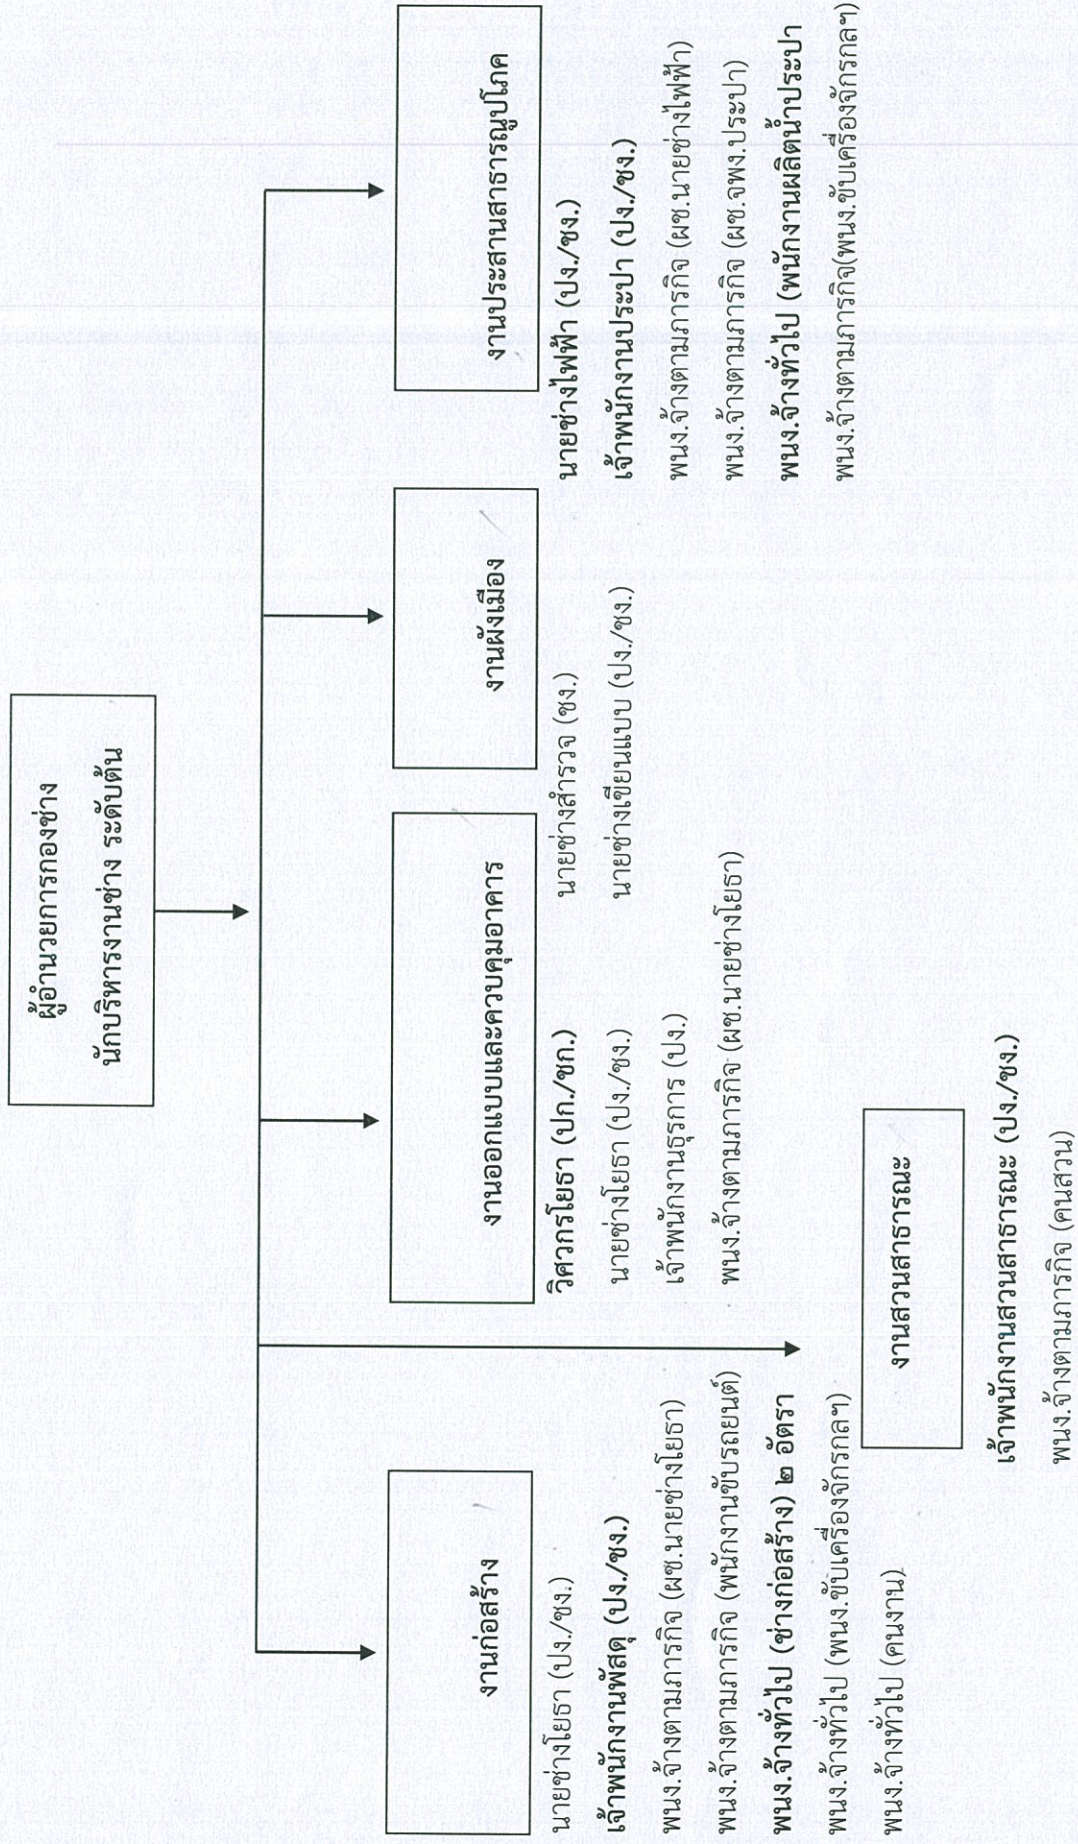 ผู้อำนวยการกองช่าง
นักบริหารงานช่าง ระดับต้น
งานก่อสร้าง
นายช่างโยธา (ปง./ชง.)
เจ้าพนักงานพัสดุ (ปง./ชง.)
พนง.จ้างตามภารกิจ (ผช.นายช่างโยธา)
พนง.จ้างตามภารกิจ (พนักงานขับรถยนต์)
พนง.จ้างทั่วไป (ช่างก่อสร้าง) ๒ อัตรา
พนง.จ้างทั่วไป (พนง.ขับเครื่องจักรกลฯ)
พนง.จ้างทั่วไป (คนงาน)
งานออกแบบและควบคุมอาคาร
วิศวกรโยธา (ปก./ชก.)
นายช่างโยธา (ปง./ชง.)
เจ้าพนักงานธุรการ (ปง.)
พนง.จ้างตามภารกิจ (ผช.นายช่างโยธา)
งานผังเมือง
นายช่างสำรวจ (ชง.)
นายช่างเขียนแบบ (ปง./ชง.)
งานประสานสาธารณูปโภค
นายช่างไฟฟ้า (ปง./ชง.)
เจ้าพนักงานประปา (ปง./ชง.)
พนง.จ้างตามภารกิจ (ผช.นายช่างไฟฟ้า)
พนง.จ้างตามภารกิจ (ผช.จพง.ประปา)
พนง.จ้างทั่วไป (พนักงานผลิตน้ำประปา
พนง.จ้างตามภารกิจ(พนง.ขับเครื่องจักรกลฯ)
งานสวนสาธารณะ
เจ้าพนักงานสวนสาธารณะ (ปง./ชง.)
พนง.จ้างตามภารกิจ (คนสวน)